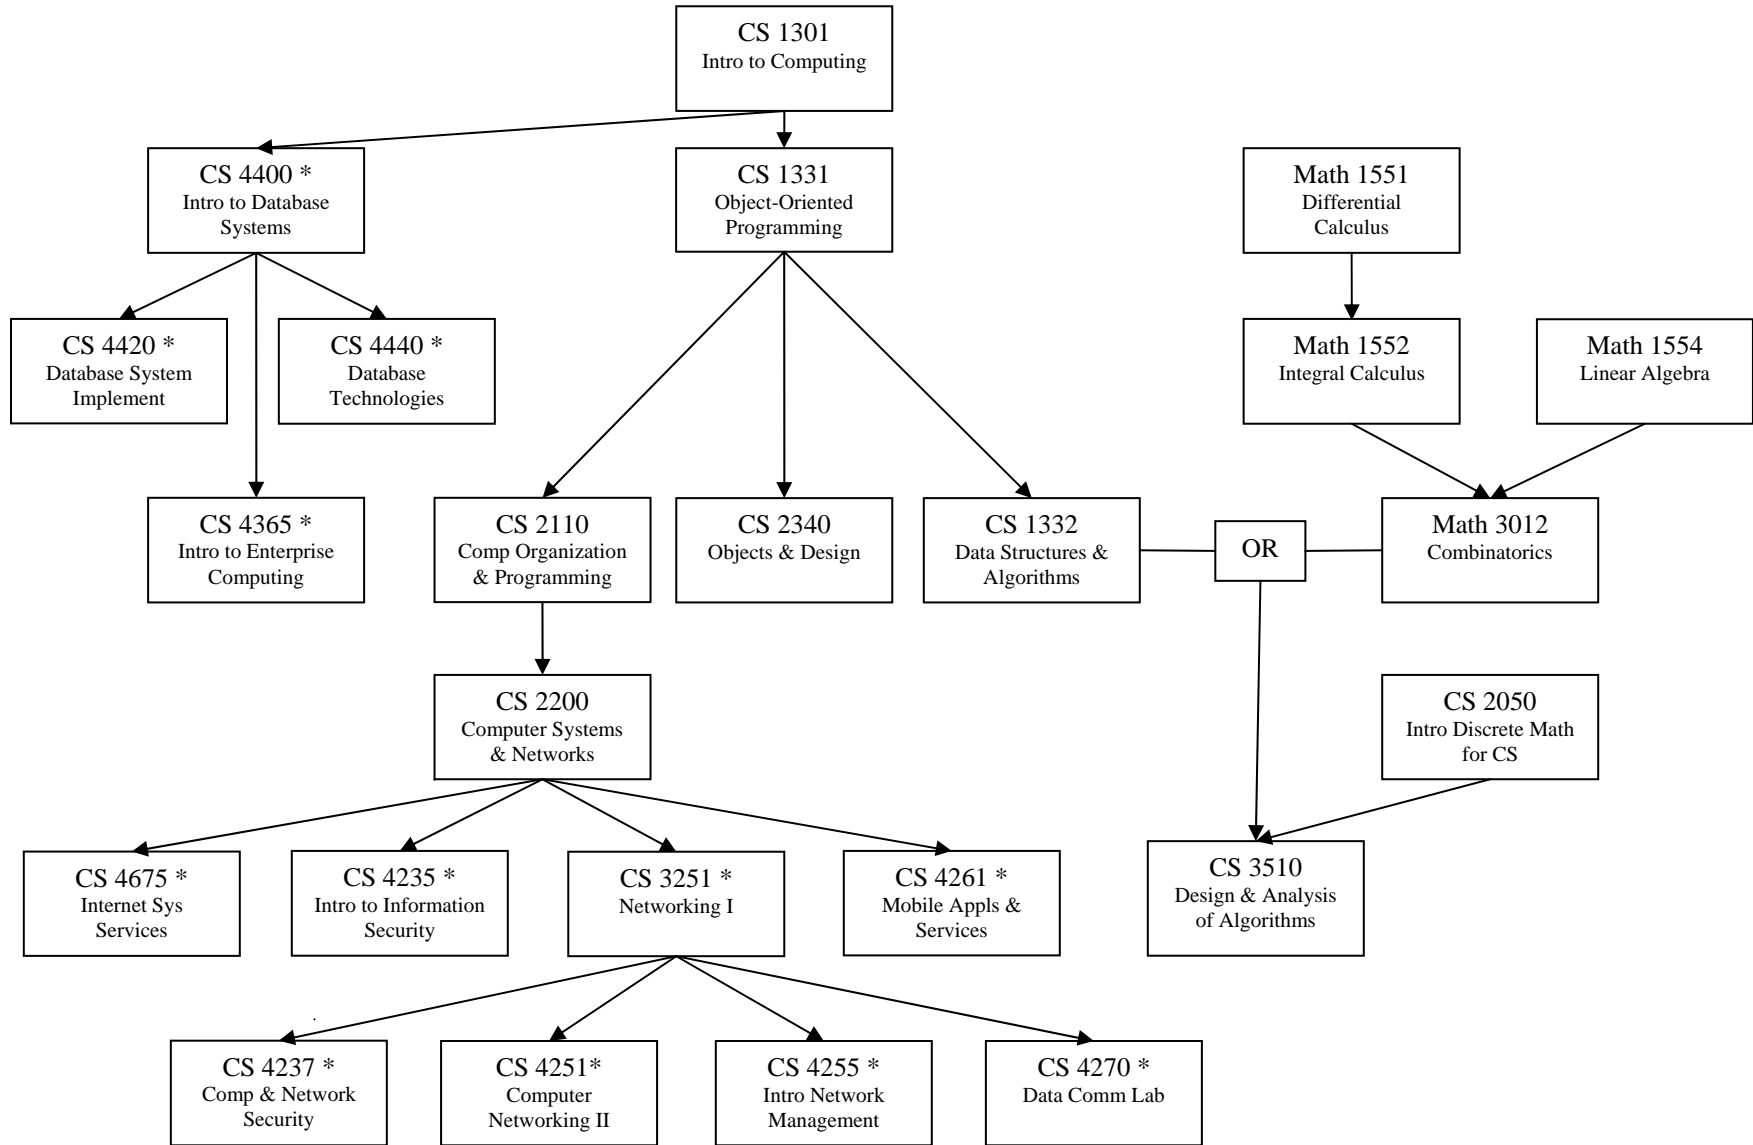 CS 1301
Intro to Computing
CS 4400 *
Intro to Database
Systems
CS 1331
Object-Oriented
Programming
Math 1551
Differential
Calculus
CS 4420 *
Database System
Implement
CS 4440 *
Database
Technologies
Math 1552
Integral Calculus
Math 1554
Linear Algebra
CS 4365 *
Intro to Enterprise
Computing
CS 2110
Comp Organization
& Programming
CS 2340
Objects & Design
CS 1332
Data Structures &
Algorithms
OR
Math 3012
Combinatorics
CS 2200
Computer Systems
& Networks
CS 2050
Intro Discrete Math
for CS
CS 4675 *
Internet Sys
Services
CS 4235 *
Intro to Information
Security
CS 3251 *
Networking I
CS 4261 *
Mobile Appls &
Services
CS 3510
Design & Analysis
of Algorithms
CS 4237 *
Comp & Network
Security
CS 4251*
Computer
Networking II
CS 4255 *
Intro Network
Management
CS 4270 *
Data Comm Lab